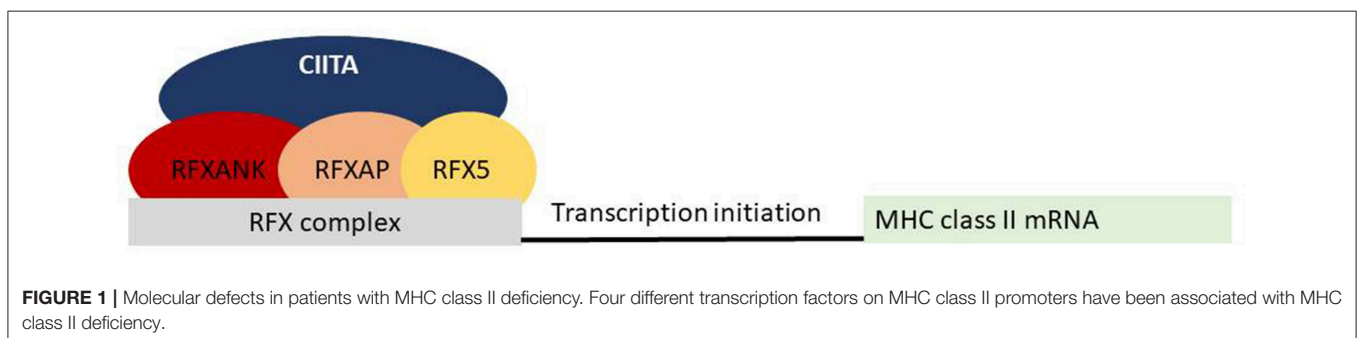 CIITA
RFXANK
RFXAP
RFX5
RFX complex
Transcription initiation
MHC class II mRNA
FIGURE 1 | Molecular defects in patients with MHC class II deficiency. Four different transcription factors on MHC class II promoters have been associated with MHC
class II deficiency.